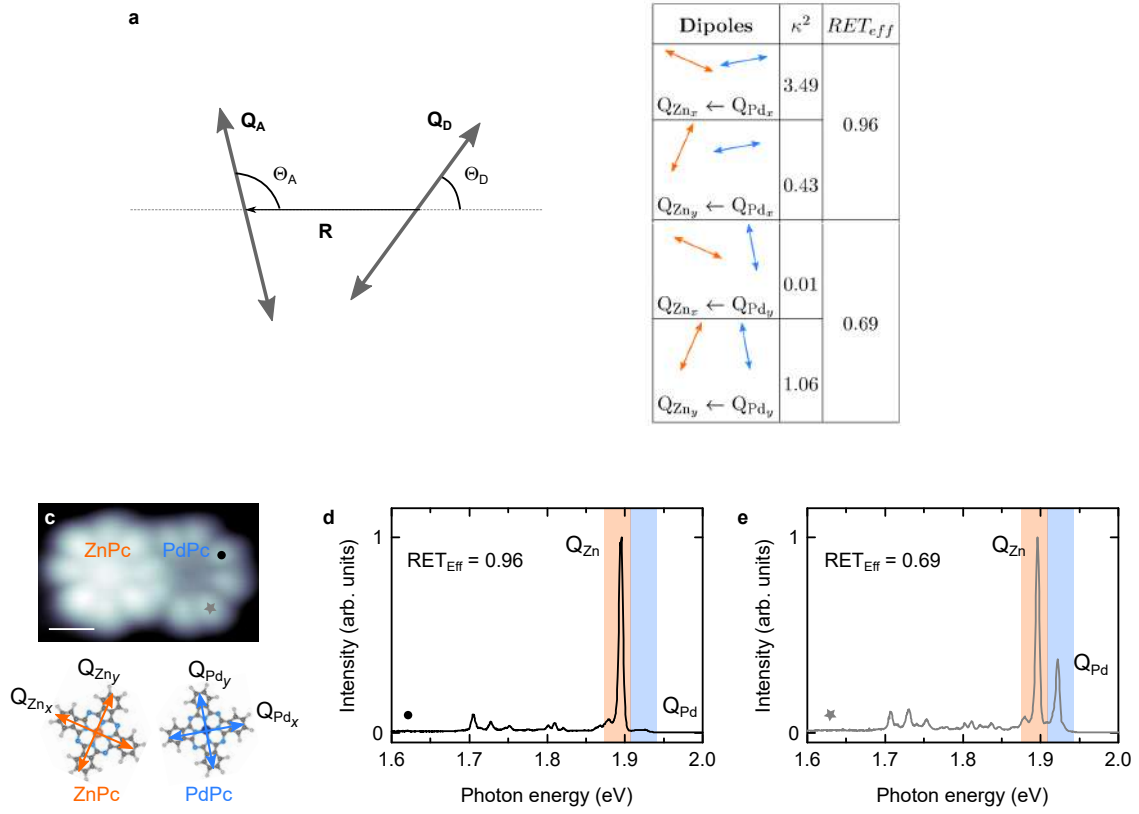 a
Q_A
Q_D
Θ_A
Θ_D
R
Dipoles κ² RET_eff
Q_Zn_x ← Q_Pd_x 3.49
0.96
Q_Zn_y ← Q_Pd_x 0.43
Q_Zn_x ← Q_Pd_y 0.01
0.69
Q_Zn_y ← Q_Pd_y 1.06
c
ZnPc PdPc
Q_Zn_y
Q_Zn_x
Q_Pd_y
Q_Pd_x
ZnPc PdPc
d
Intensity (arb. units)
1
0
RET_Eff = 0.96
Q_Zn
Q_Pd
1.6 1.7 1.8 1.9 2.0
Photon energy (eV)
e
Intensity (arb. units)
1
0
RET_Eff = 0.69
Q_Zn
Q_Pd
1.6 1.7 1.8 1.9 2.0
Photon energy (eV)